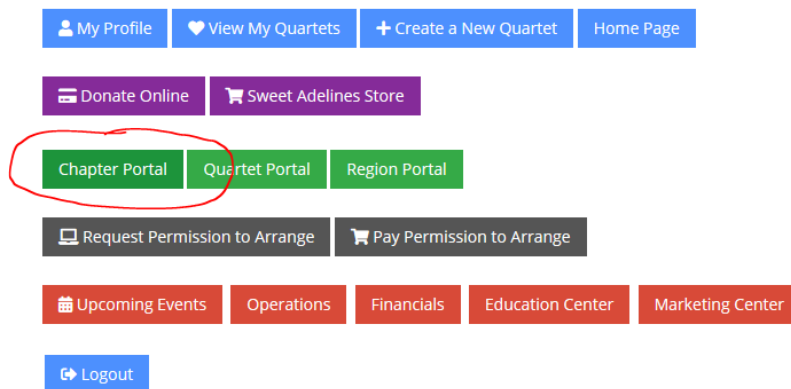 My Profile View My Quartets Create a New Quartet Home Page
Donate Online Sweet Adelines Store
Chapter Portal Quartet Portal Region Portal
Request Permission to Arrange Pay Permission to Arrange
Upcoming Events Operations Financials Education Center Marketing Center
Logout